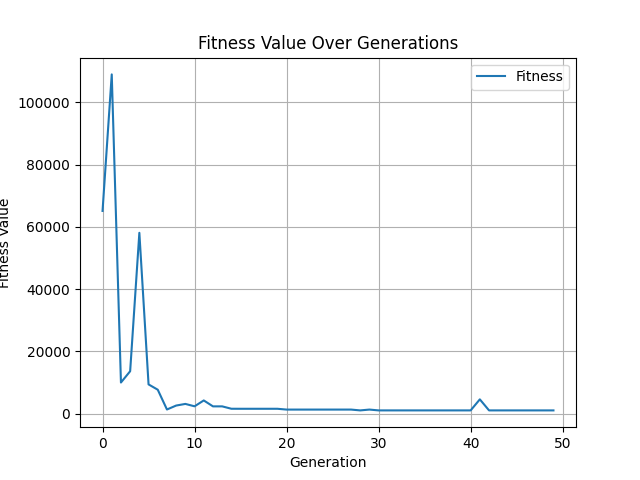 Fitness Value Over Generations
Fitness
100000
80000
60000
40000
20000
0
Fitness Value
0 10 20 30 40 50
Generation